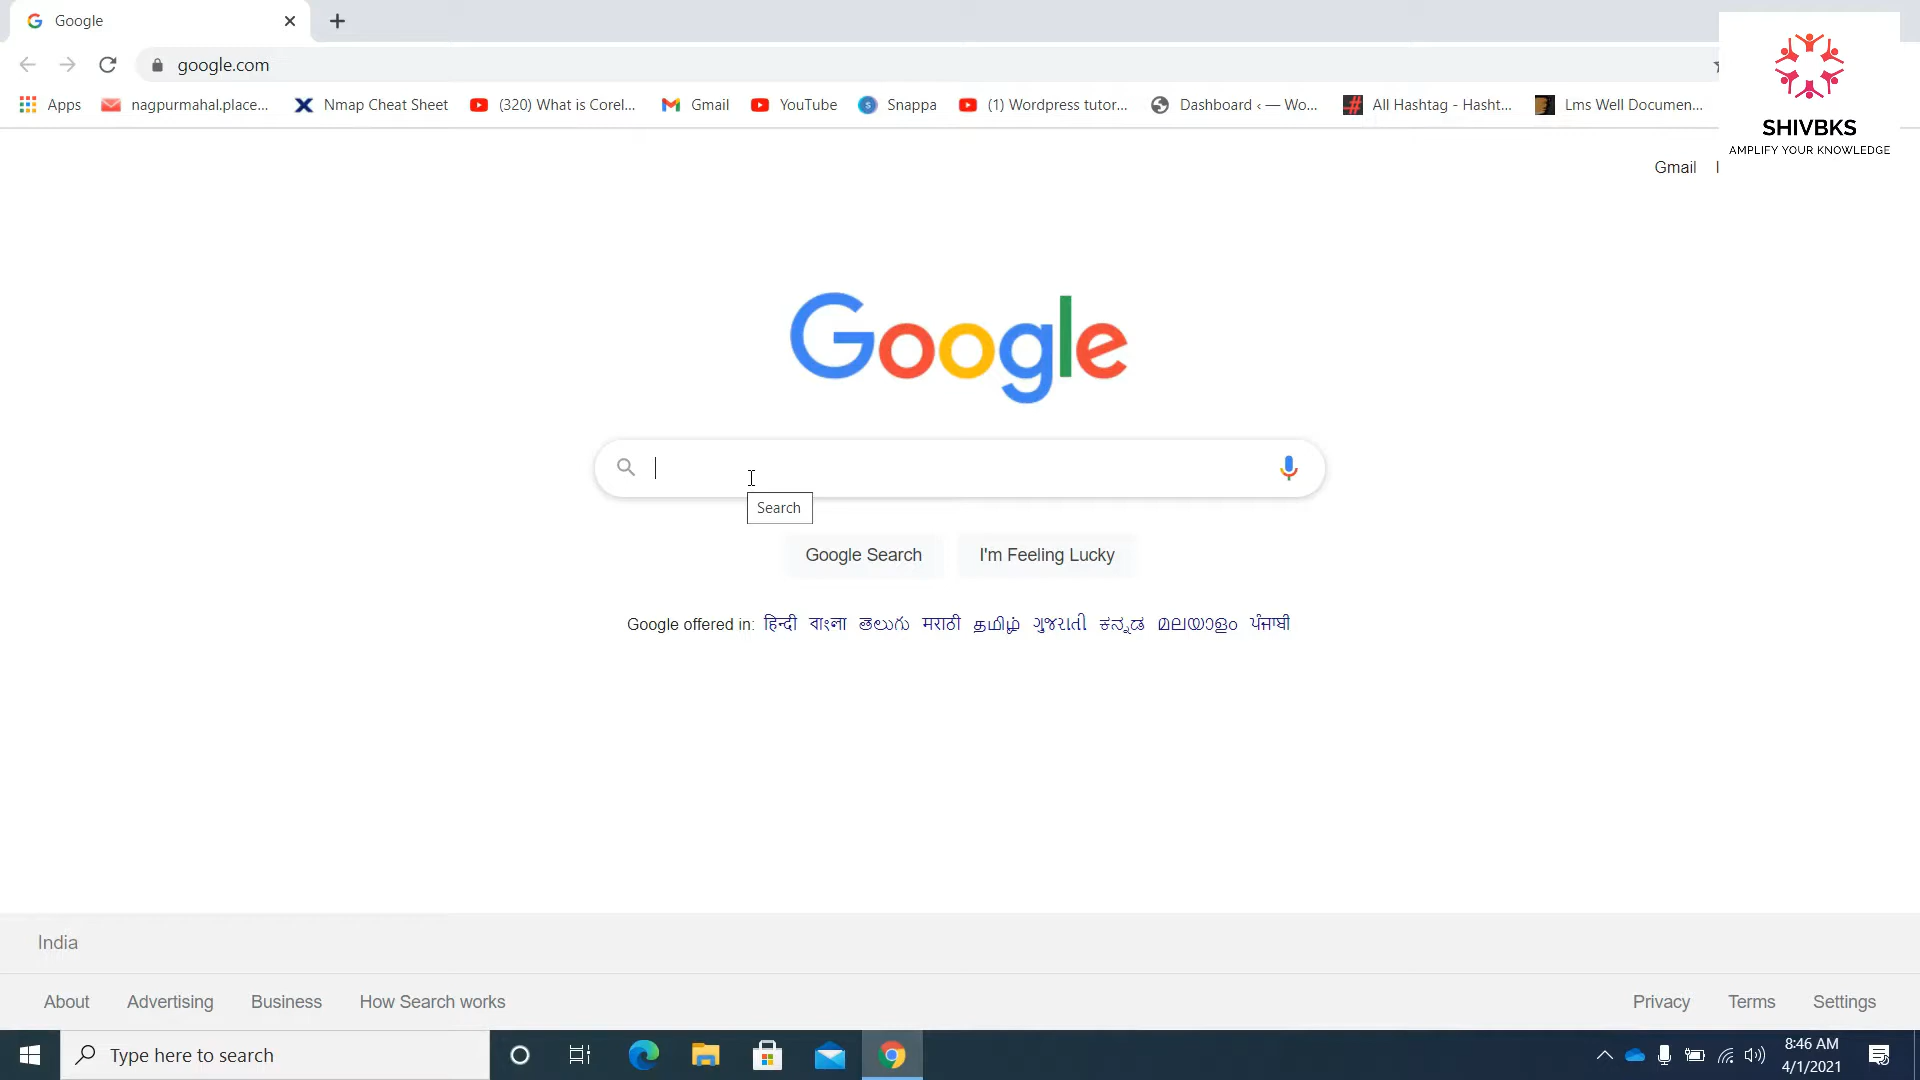 Google
google.com
Apps nagpurmahal.place... Nmap Cheat Sheet (320) What is Corel... Gmail YouTube Snappa (1) Wordpress tutor... Dashboard ‹ — Wo... All Hashtag - Hasht... Lms Well Documen...
SHIVBKS
AMPLIFY YOUR KNOWLEDGE
Gmail
Google
Search
Google Search I'm Feeling Lucky
Google offered in: हिन्दी বাংলা తెలుగు मराठी தமிழ் ગુજરાતી ಕನ್ನಡ മലയാളം ਪੰਜਾਬੀ
India
About Advertising Business How Search works Privacy Terms Settings
Type here to search
8:46 AM
4/1/2021